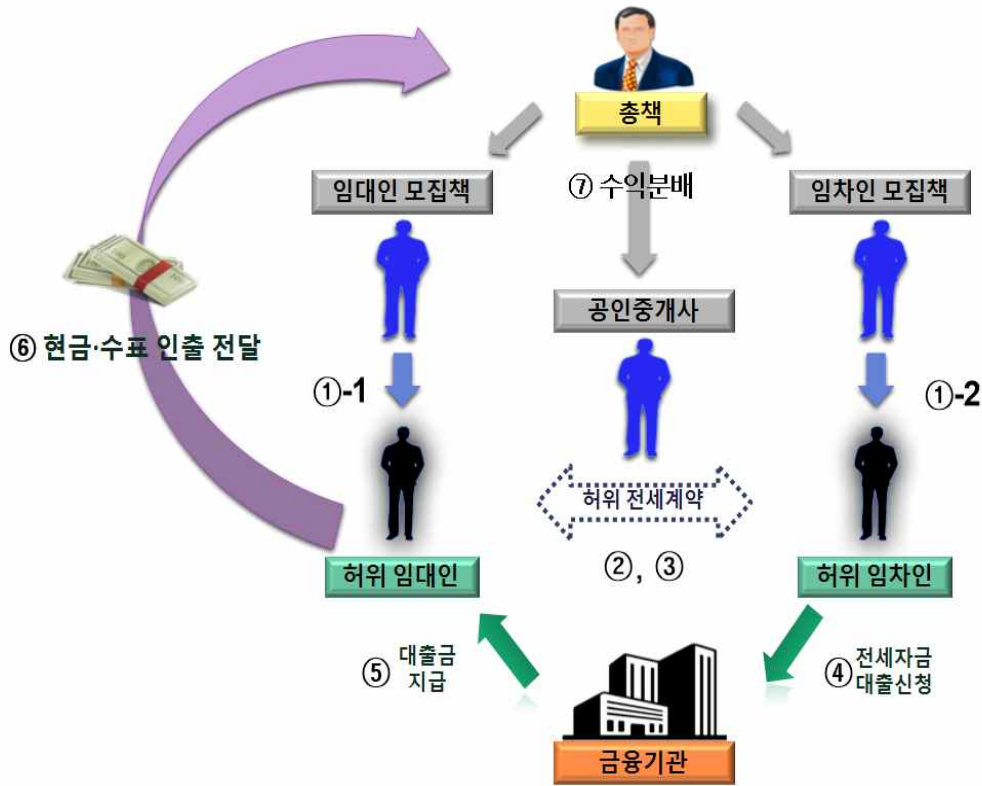 총책
임대인 모집책
⑦ 수익분배
임차인 모집책
공인중개사
⑥ 현금·수표 인출 전달
①-1
①-2
허위 전세계약
②, ③
허위 임대인
허위 임차인
⑤ 대출금
지급
④ 전세자금
대출신청
금융기관